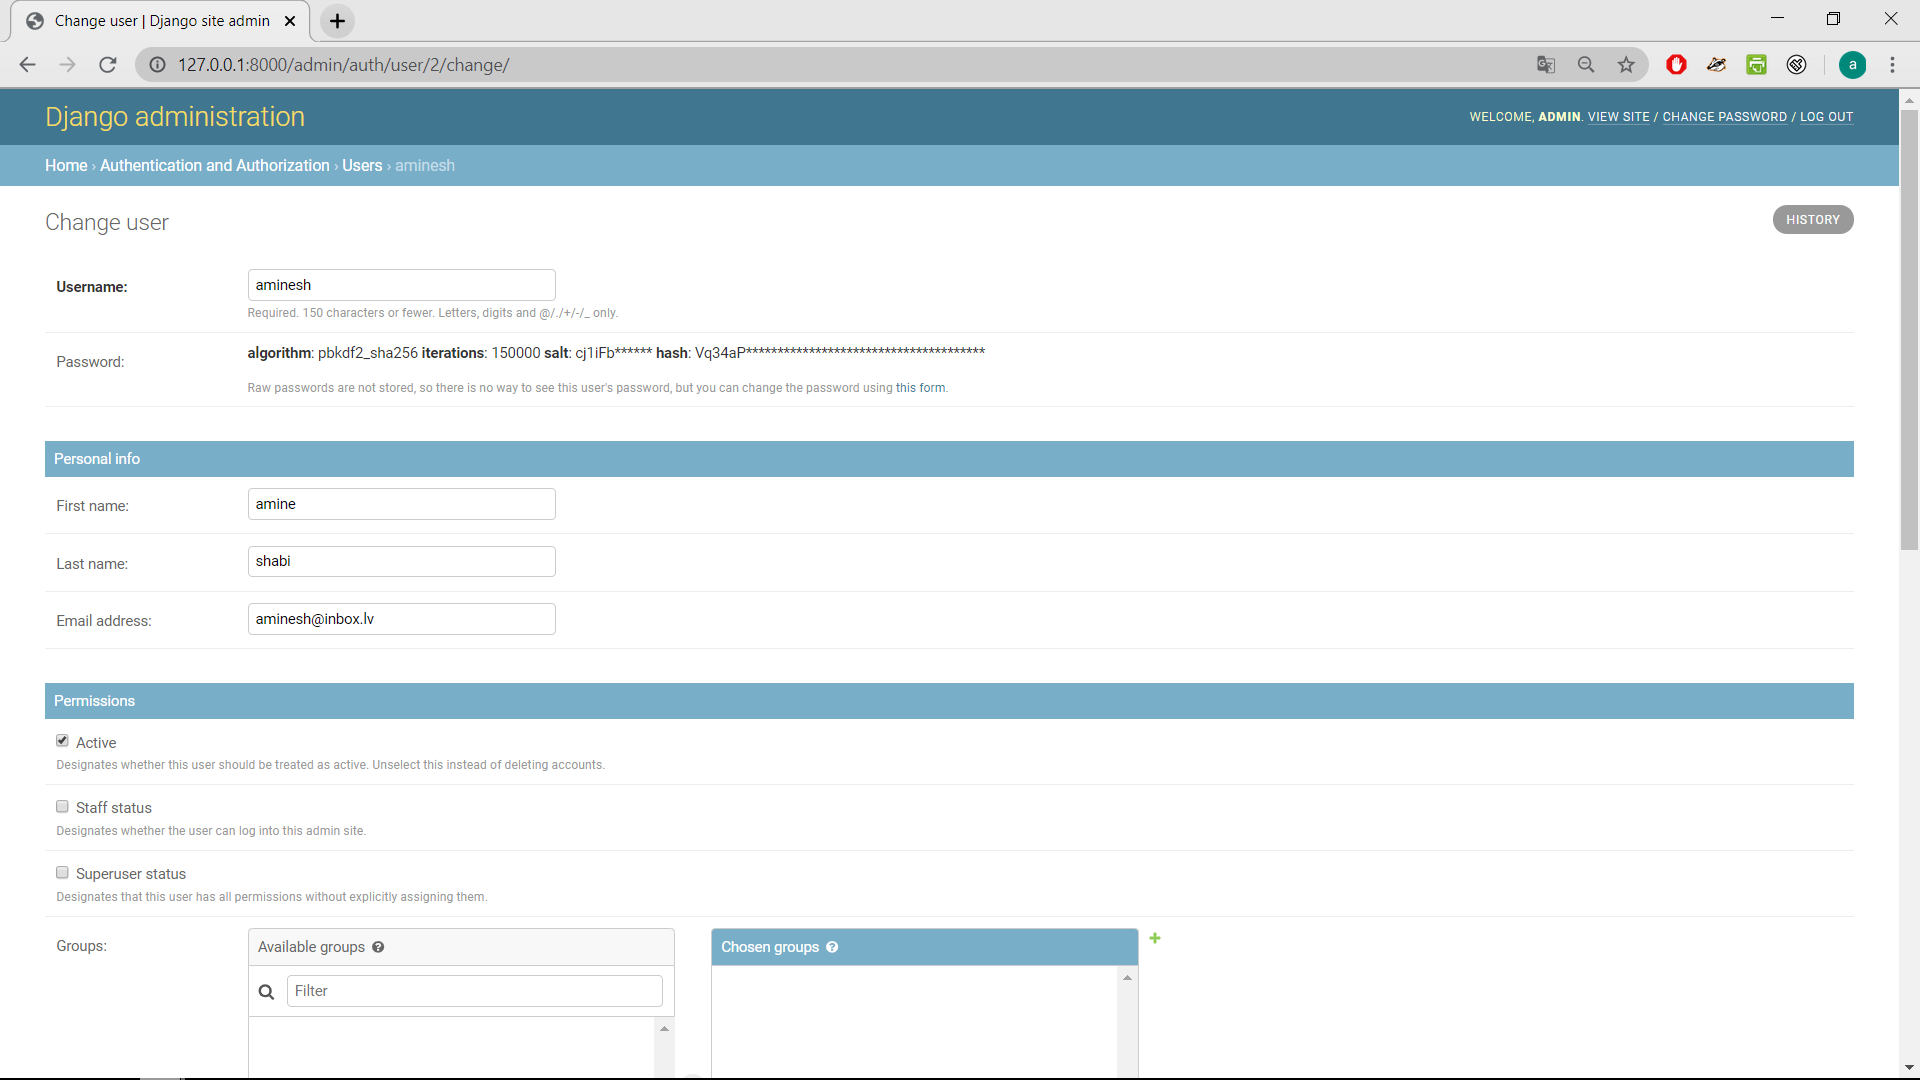 Change user | Django site admin
127.0.0.1:8000/admin/auth/user/2/change/
a
Django administration
WELCOME, ADMIN. VIEW SITE / CHANGE PASSWORD / LOG OUT
Home › Authentication and Authorization › Users › aminesh
Change user
HISTORY
Username:
aminesh
Required. 150 characters or fewer. Letters, digits and @/./+/-/_ only.
Password:
algorithm: pbkdf2_sha256 iterations: 150000 salt: cj1iFb****** hash: Vq34aP**************************************
Raw passwords are not stored, so there is no way to see this user's password, but you can change the password using this form.
Personal info
First name:
amine
Last name:
shabi
Email address:
aminesh@inbox.lv
Permissions
Active
Designates whether this user should be treated as active. Unselect this instead of deleting accounts.
Staff status
Designates whether the user can log into this admin site.
Superuser status
Designates that this user has all permissions without explicitly assigning them.
Groups:
Available groups
Chosen groups
Filter